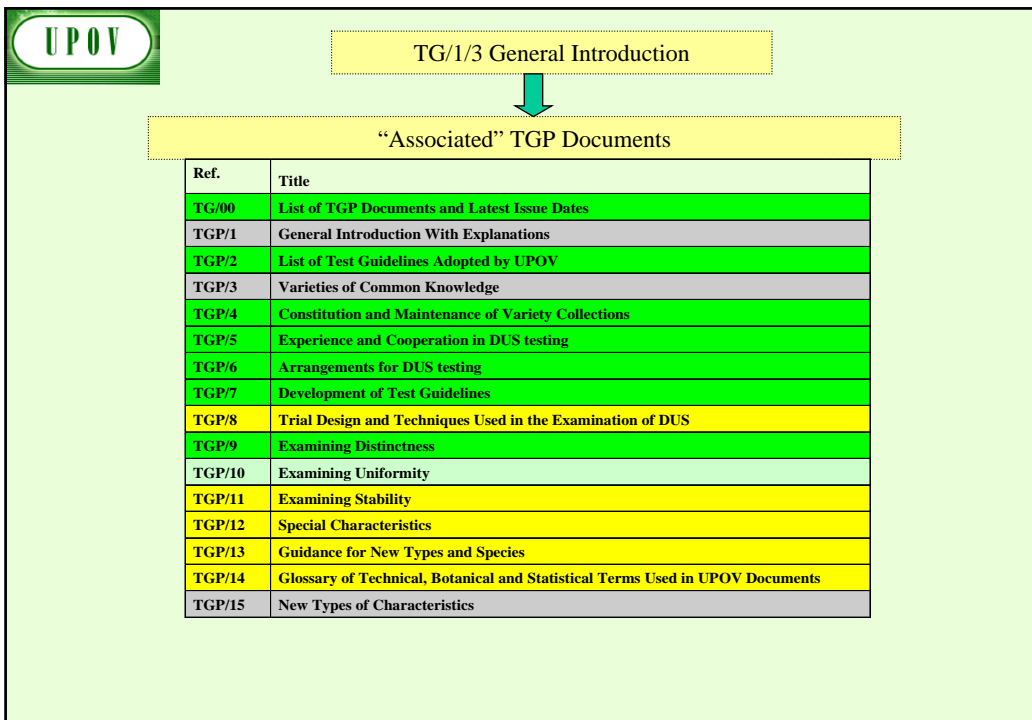 UPOV
TG/1/3 General Introduction
“Associated” TGP Documents
Ref. Title
TG/00 List of TGP Documents and Latest Issue Dates
TGP/1 General Introduction With Explanations
TGP/2 List of Test Guidelines Adopted by UPOV
TGP/3 Varieties of Common Knowledge
TGP/4 Constitution and Maintenance of Variety Collections
TGP/5 Experience and Cooperation in DUS testing
TGP/6 Arrangements for DUS testing
TGP/7 Development of Test Guidelines
TGP/8 Trial Design and Techniques Used in the Examination of DUS
TGP/9 Examining Distinctness
TGP/10 Examining Uniformity
TGP/11 Examining Stability
TGP/12 Special Characteristics
TGP/13 Guidance for New Types and Species
TGP/14 Glossary of Technical, Botanical and Statistical Terms Used in UPOV Documents
TGP/15 New Types of Characteristics